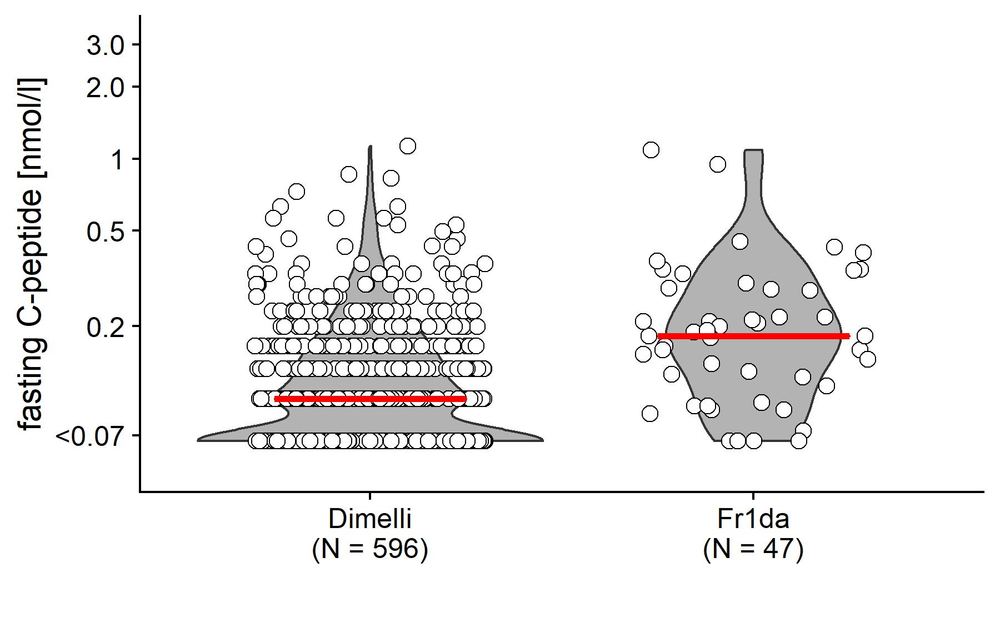 fasting C-peptide [nmol/l]
3.0
2.0
1
0.5
0.2
<0.07
Dimelli
(N = 596)
Fr1da
(N = 47)